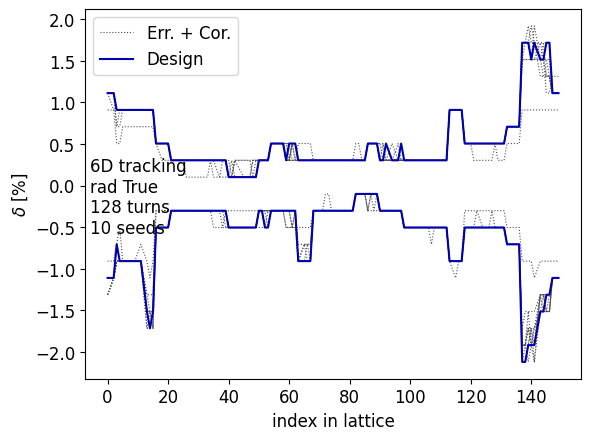 Err. + Cor.
Design
2.0
1.5
1.0
0.5
0.0
−0.5
−1.0
−1.5
−2.0
δ [%]
6D tracking
rad True
128 turns
10 seeds
0 20 40 60 80 100 120 140
index in lattice